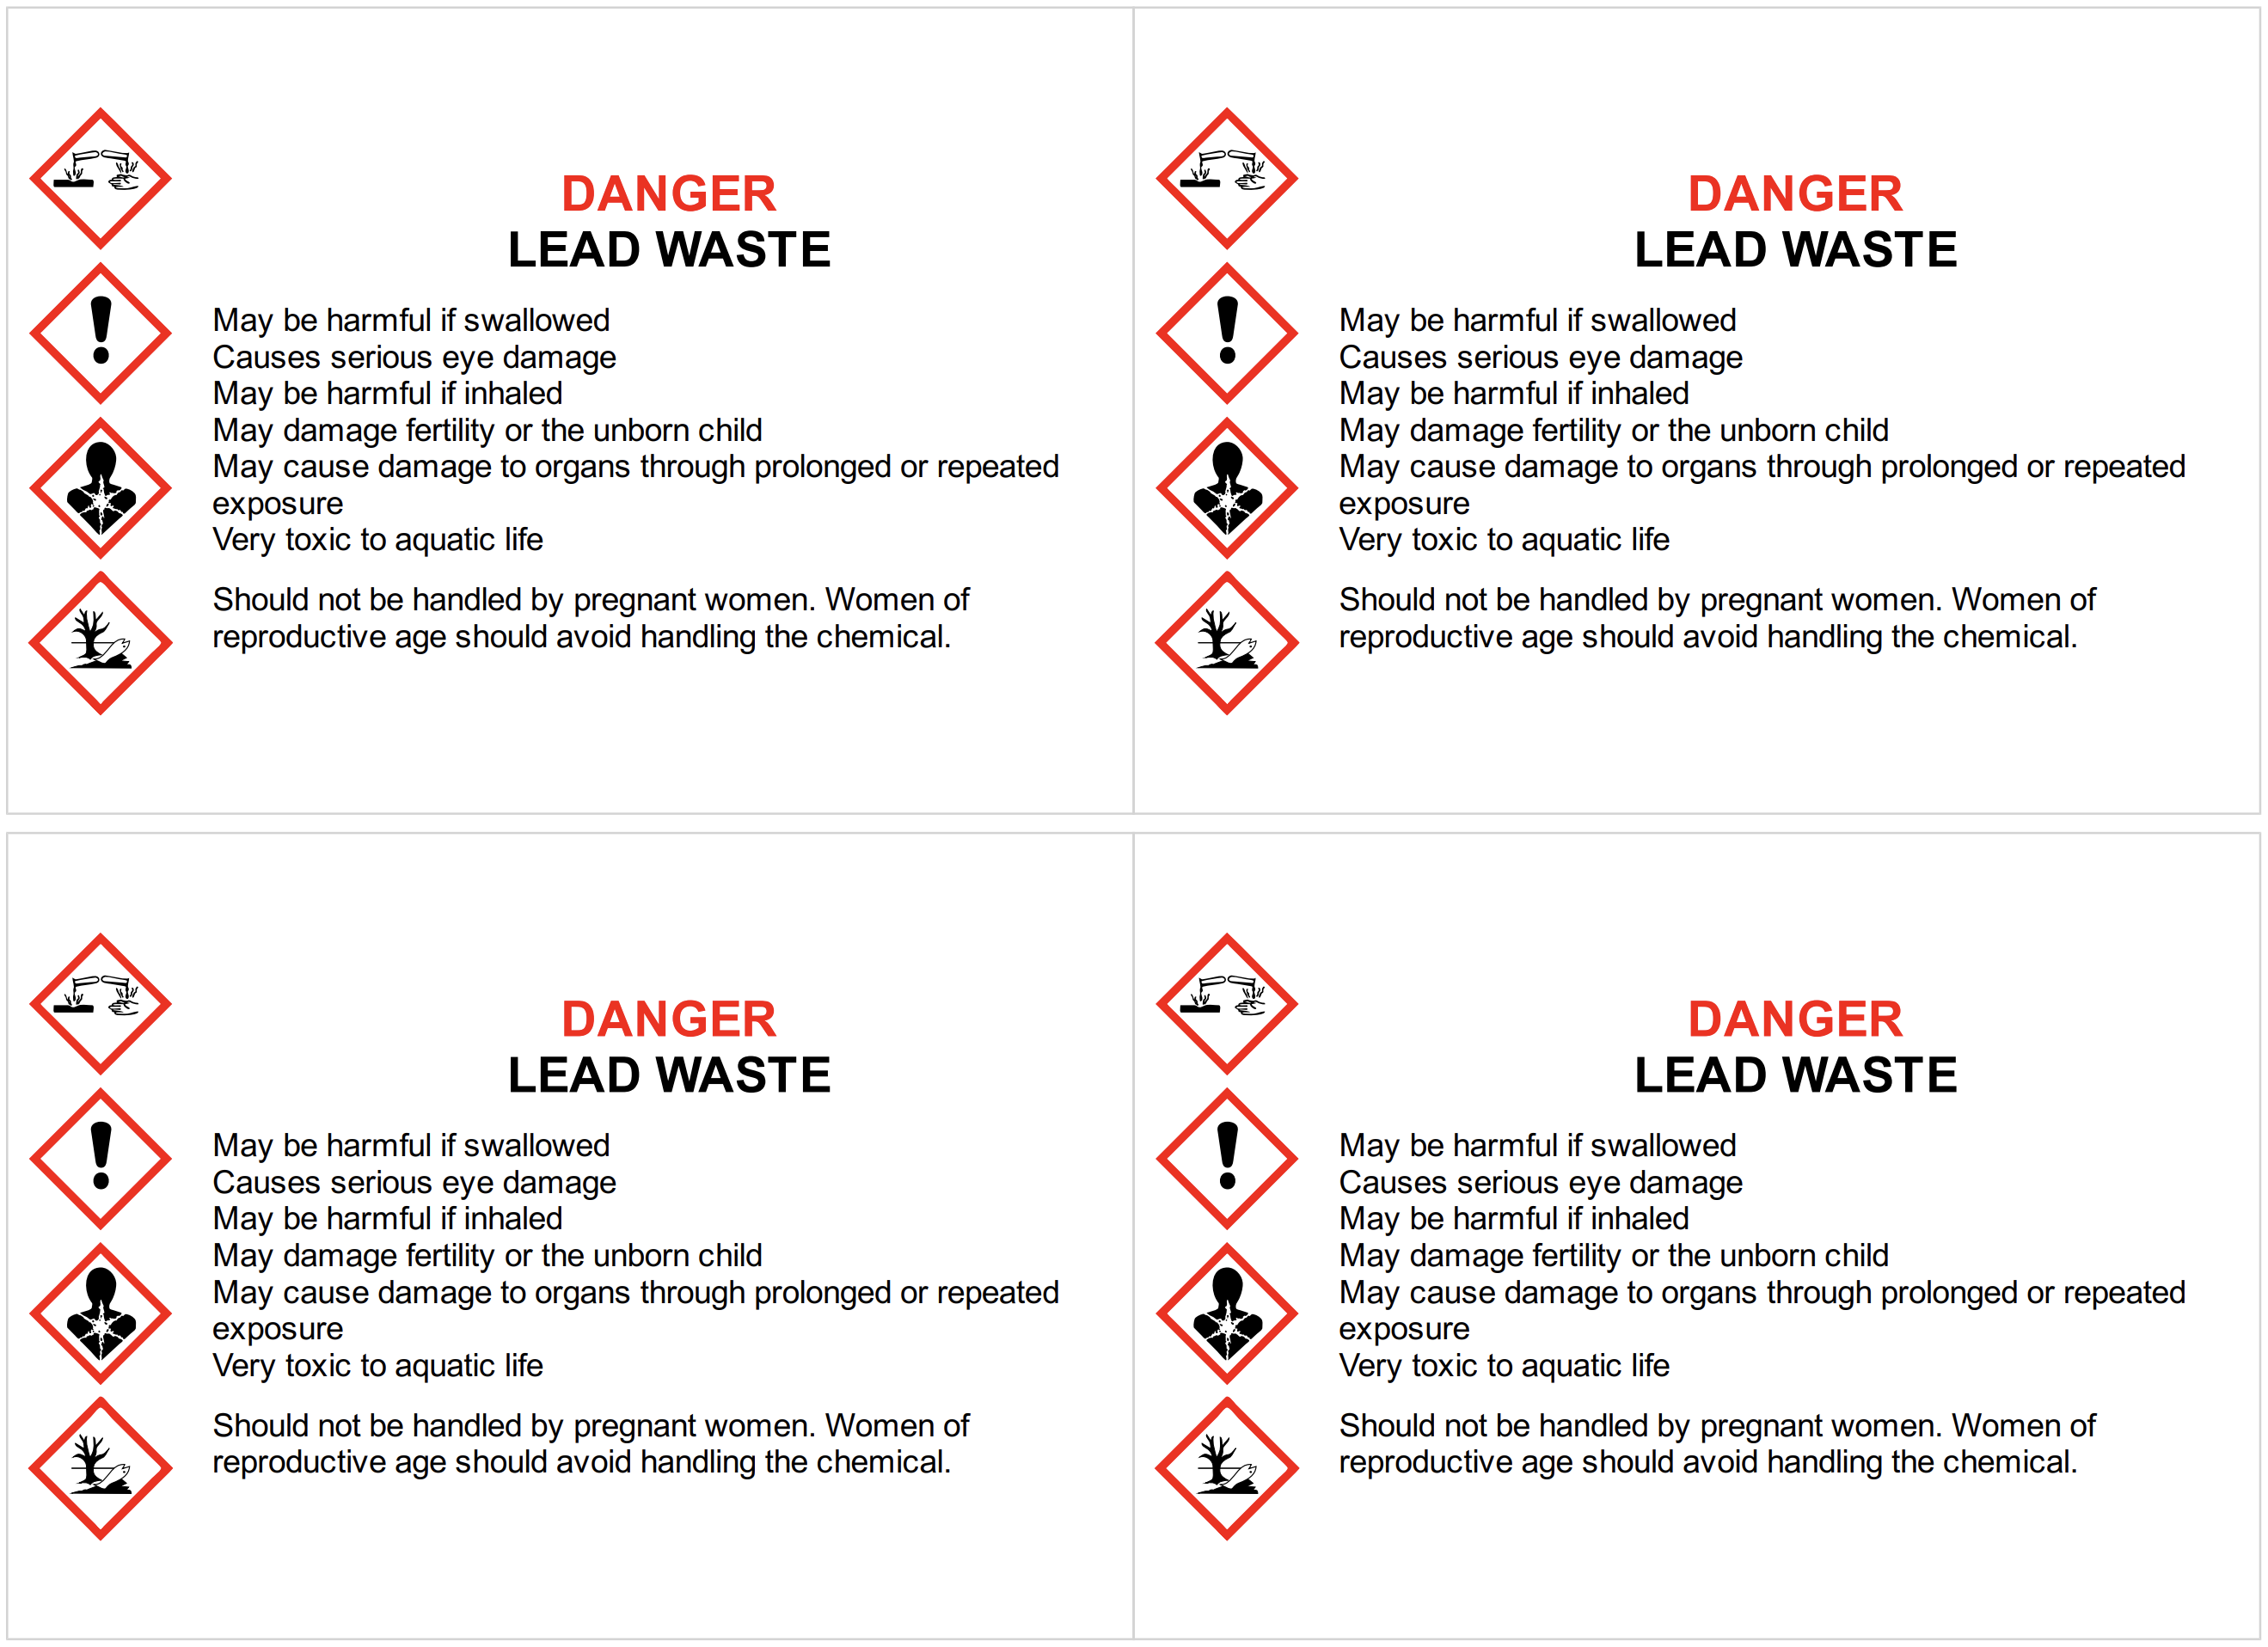 DANGER
LEAD WASTE
May be harmful if swallowed
Causes serious eye damage
May be harmful if inhaled
May damage fertility or the unborn child
May cause damage to organs through prolonged or repeated
exposure
Very toxic to aquatic life
Should not be handled by pregnant women. Women of
reproductive age should avoid handling the chemical.
DANGER
LEAD WASTE
May be harmful if swallowed
Causes serious eye damage
May be harmful if inhaled
May damage fertility or the unborn child
May cause damage to organs through prolonged or repeated
exposure
Very toxic to aquatic life
Should not be handled by pregnant women. Women of
reproductive age should avoid handling the chemical.
DANGER
LEAD WASTE
May be harmful if swallowed
Causes serious eye damage
May be harmful if inhaled
May damage fertility or the unborn child
May cause damage to organs through prolonged or repeated
exposure
Very toxic to aquatic life
Should not be handled by pregnant women. Women of
reproductive age should avoid handling the chemical.
DANGER
LEAD WASTE
May be harmful if swallowed
Causes serious eye damage
May be harmful if inhaled
May damage fertility or the unborn child
May cause damage to organs through prolonged or repeated
exposure
Very toxic to aquatic life
Should not be handled by pregnant women. Women of
reproductive age should avoid handling the chemical.